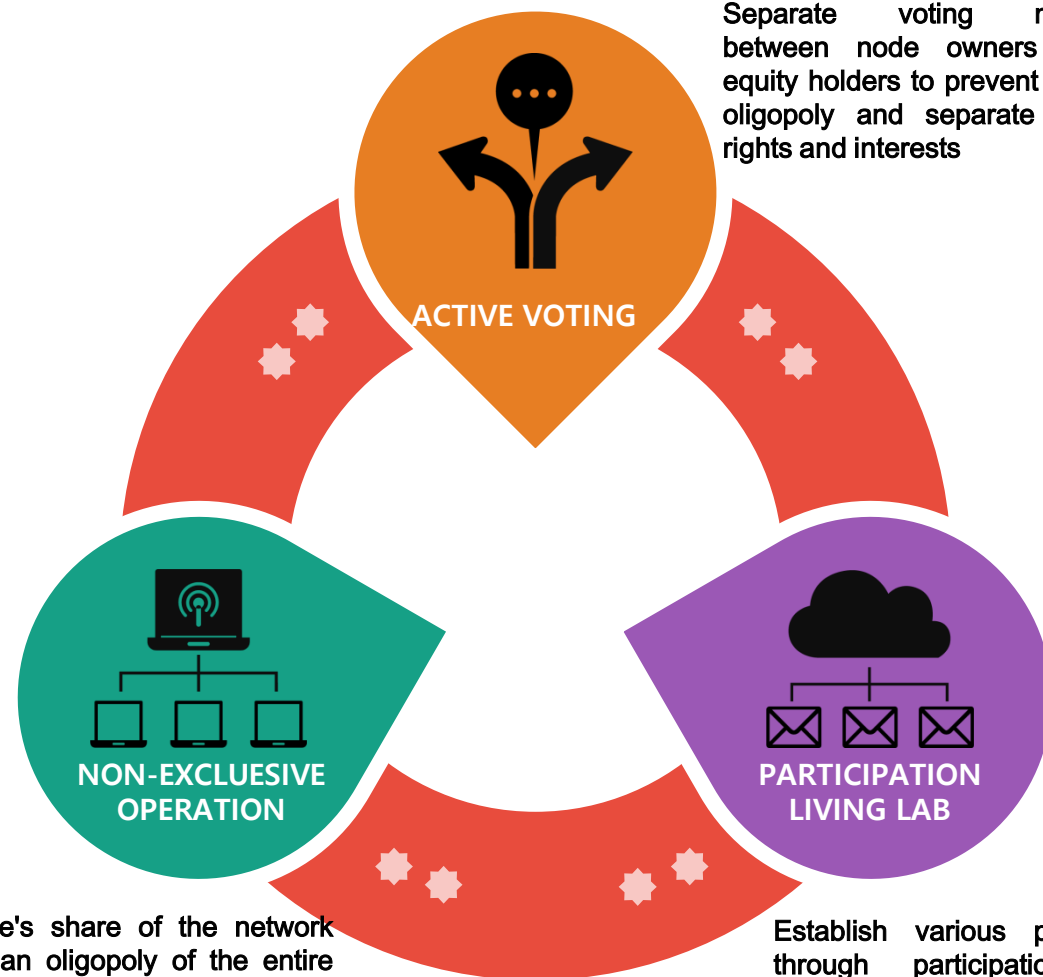 Separate voting
between node owners
equity holders to prevent
oligopoly and separate
rights and interests
ACTIVE VOTING
NON-EXCLUESIVE
OPERATION
PARTICIPATION
LIVING LAB
e's share of the network
an oligopoly of the entire
Establish various
through